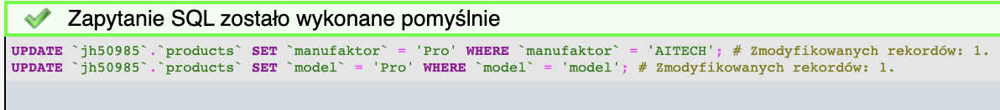 Zapytanie SQL zostało wykonane pomyślnie
UPDATE `jh50985`.`products` SET `manufaktor` = 'Pro' WHERE `manufaktor` = 'AITECH'; # Zmodyfikowanych rekordów: 1.
UPDATE `jh50985`.`products` SET `model` = 'Pro' WHERE `model` = 'model'; # Zmodyfikowanych rekordów: 1.